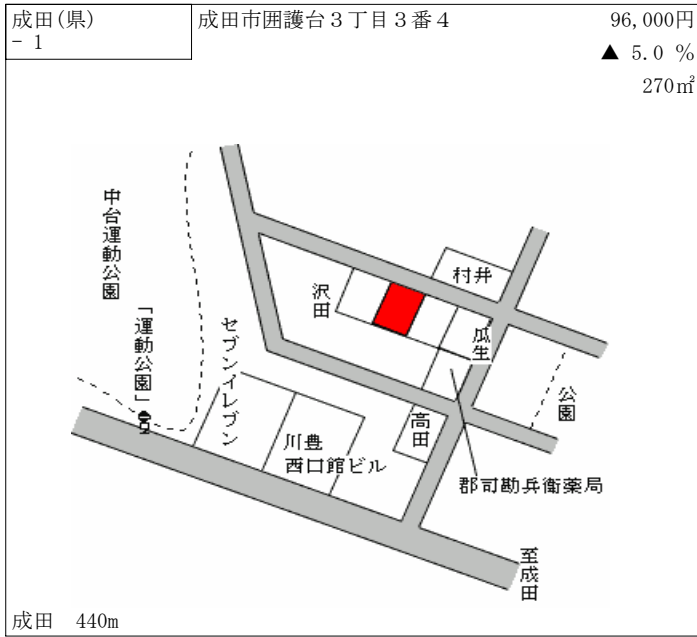 成田(県)
- 1
成田市囲護台３丁目３番４
96,000円
▲ 5.0 %
270㎡
中台運動公園
「運動公園」
セブンイレブン
沢田
村井
瓜生
公園
高田
川豊
西口館ビル
郡司勘兵衛薬局
至成田
成田 440m